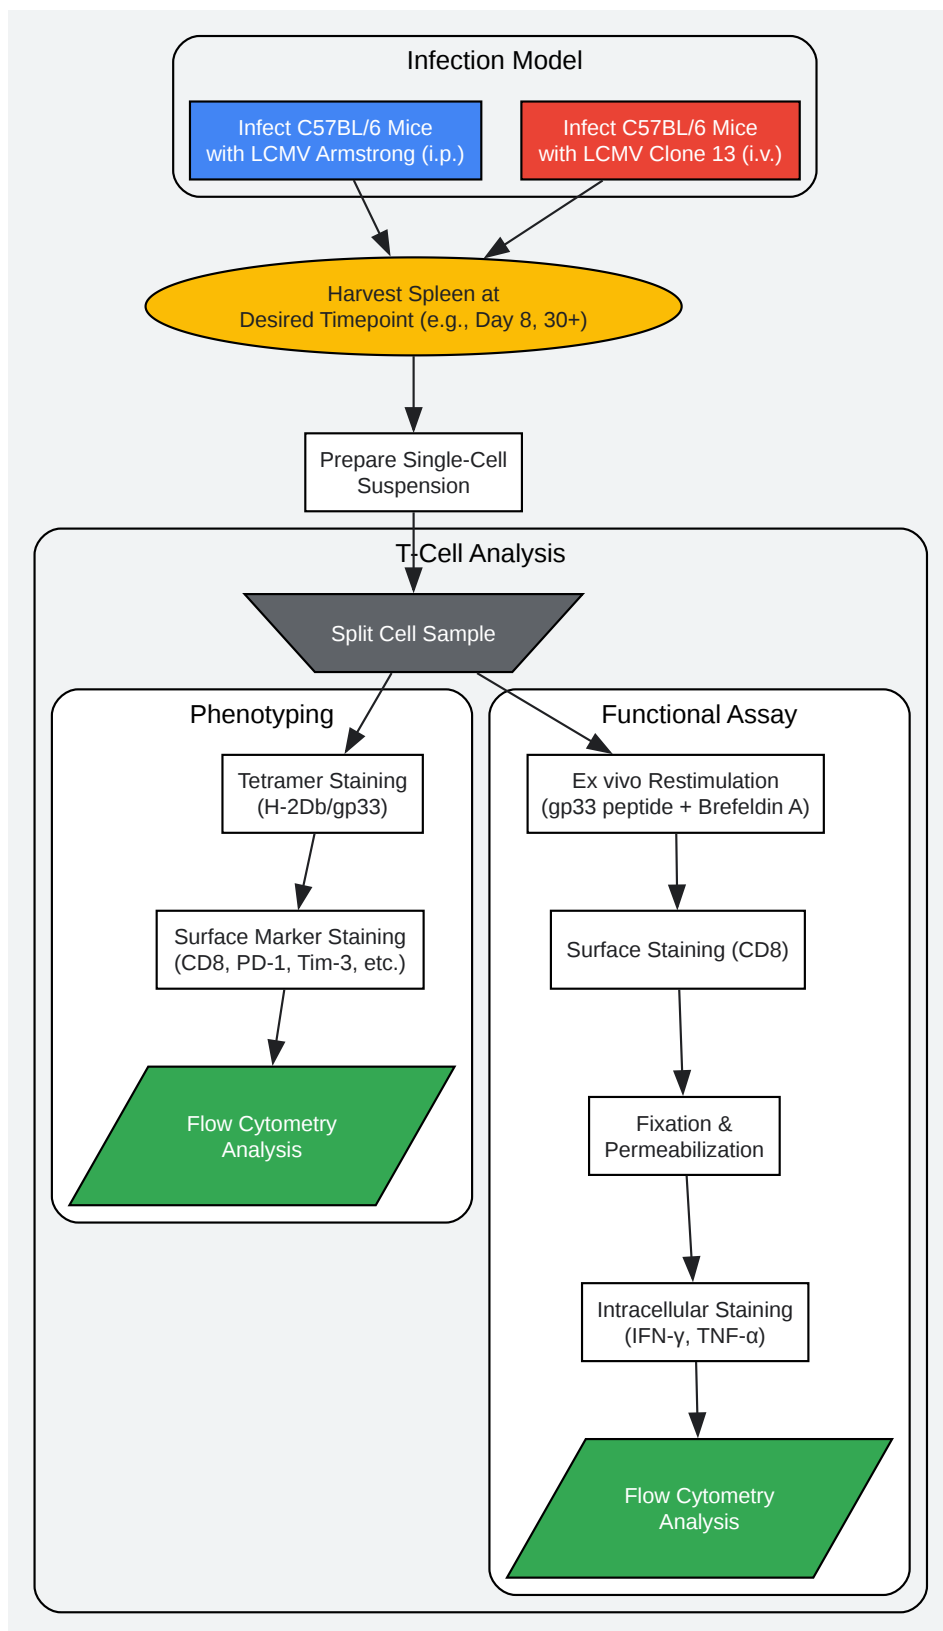 Infection Model
Infect C57BL/6 Mice
with LCMV Armstrong (i.p.)
Infect C57BL/6 Mice
with LCMV Clone 13 (i.v.)
Harvest Spleen at
Desired Timepoint (e.g., Day 8, 30+)
Prepare Single-Cell
Suspension
T-Cell Analysis
Split Cell Sample
Phenotyping
Tetramer Staining
(H-2Db/gp33)
Surface Marker Staining
(CD8, PD-1, Tim-3, etc.)
Flow Cytometry
Analysis
Functional Assay
Ex vivo Restimulation
(gp33 peptide + Brefeldin A)
Surface Staining (CD8)
Fixation &
Permeabilization
Intracellular Staining
(IFN-γ, TNF-α)
Flow Cytometry
Analysis